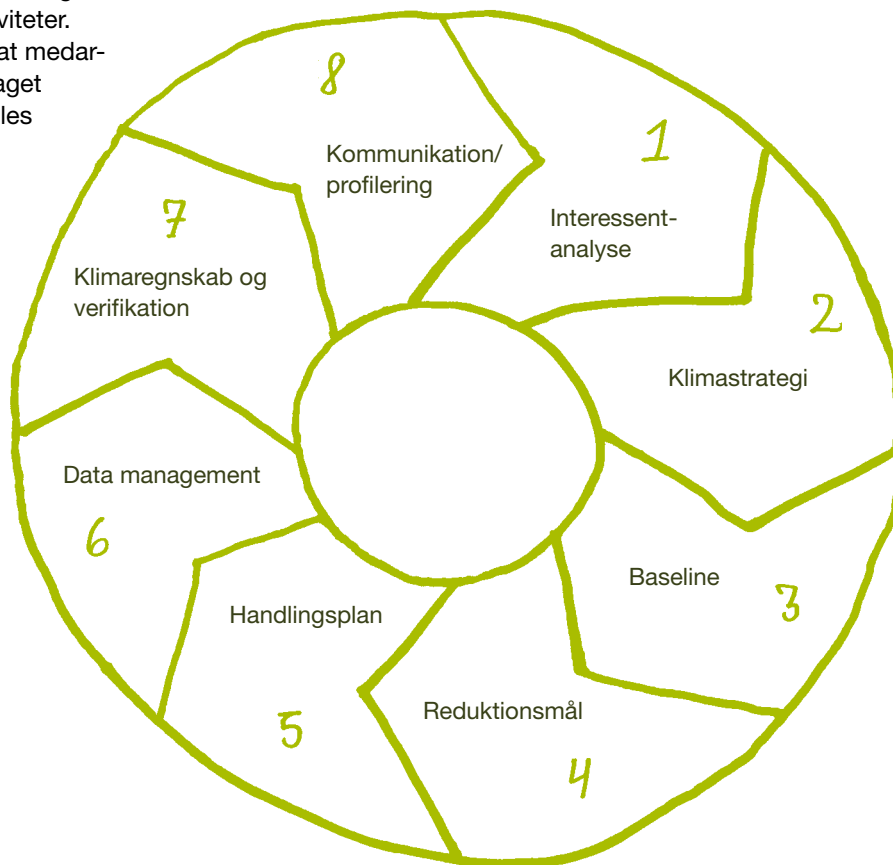 viteter.
at medar-
aget
les
8
Kommunikation/
profilering
1
Interessent-
analyse
2
Klimastrategi
3
Baseline
4
Reduktionsmål
5
Handlingsplan
6
Data management
7
Klimaregnskab og
verifikation